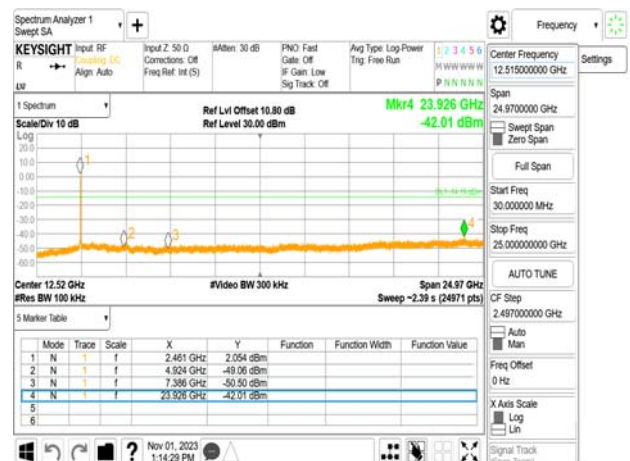 Spectrum Analyzer 1
Swept SA
Frequency
KEYSIGHT
R
LXI
Input: RF
Coupling: DC
Align: Auto
Input Z: 50 Ω
Corrections: Off
Freq Ref: Int (S)
#Atten: 30 dB
PNO: Fast
Gate: Off
IF Gain: Low
Sig Track: Off
Avg Type: Log-Power
Trig: Free Run
1 2 3 4 5 6
M W W W W W
P N N N N N
Settings
Center Frequency
12.515000000 GHz
Span
24.9700000 GHz
Swept Span
Zero Span
Full Span
Start Freq
30.000000 MHz
Stop Freq
25.000000000 GHz
AUTO TUNE
CF Step
2.497000000 GHz
Auto
Man
Freq Offset
0 Hz
X Axis Scale
Log
Lin
Signal Track
1 Spectrum
Scale/Div 10 dB
Log
Ref Lvl Offset 10.80 dB
Ref Level 30.00 dBm
Mkr4 23.926 GHz
-42.01 dBm
20.0
10.0
0.00
-10.0
-20.0
-30.0
-40.0
-50.0
-60.0
1
2
3
4
Center 12.52 GHz
#Res BW 100 kHz
#Video BW 300 kHz
Span 24.97 GHz
Sweep ~2.39 s (24971 pts)
5 Marker Table
Mode Trace Scale X Y Function Function Width Function Value
1 N 1 f 2.461 GHz 2.054 dBm
2 N 1 f 4.924 GHz -49.06 dBm
3 N 1 f 7.386 GHz -50.50 dBm
4 N 1 f 23.926 GHz -42.01 dBm
5
6
?
Nov 01, 2023
1:14:29 PM